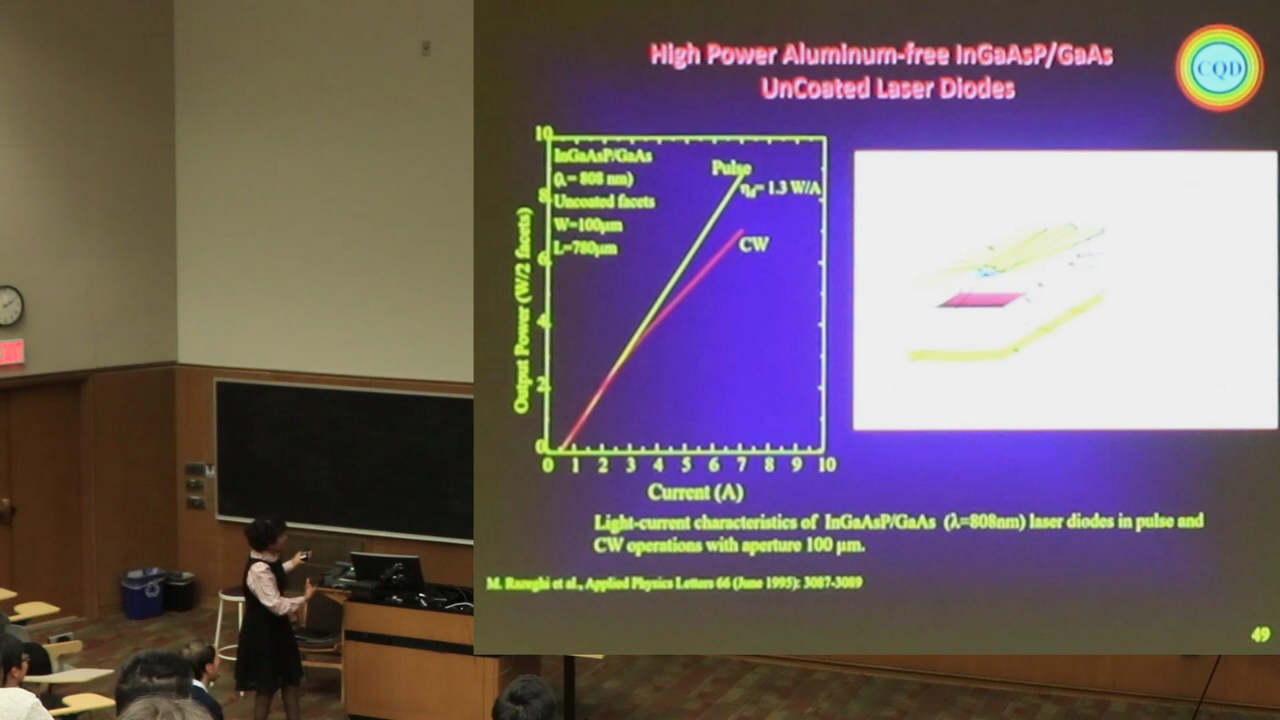 High Power Aluminum-free InGaAsP/GaAs
UnCoated Laser Diodes
CQD
InGaAsP/GaAs
(λ= 808 nm)
Uncoated facets
W=100μm
L=780μm
Pulse
ηd= 1.3 W/A
CW
10
8
6
4
2
0
Output Power (W/2 facets)
0 1 2 3 4 5 6 7 8 9 10
Current (A)
Light-current characteristics of InGaAsP/GaAs (λ=808nm) laser diodes in pulse and
CW operations with aperture 100 μm.
M. Razeghi et al., Applied Physics Letters 66 (June 1995): 3087-3089
49